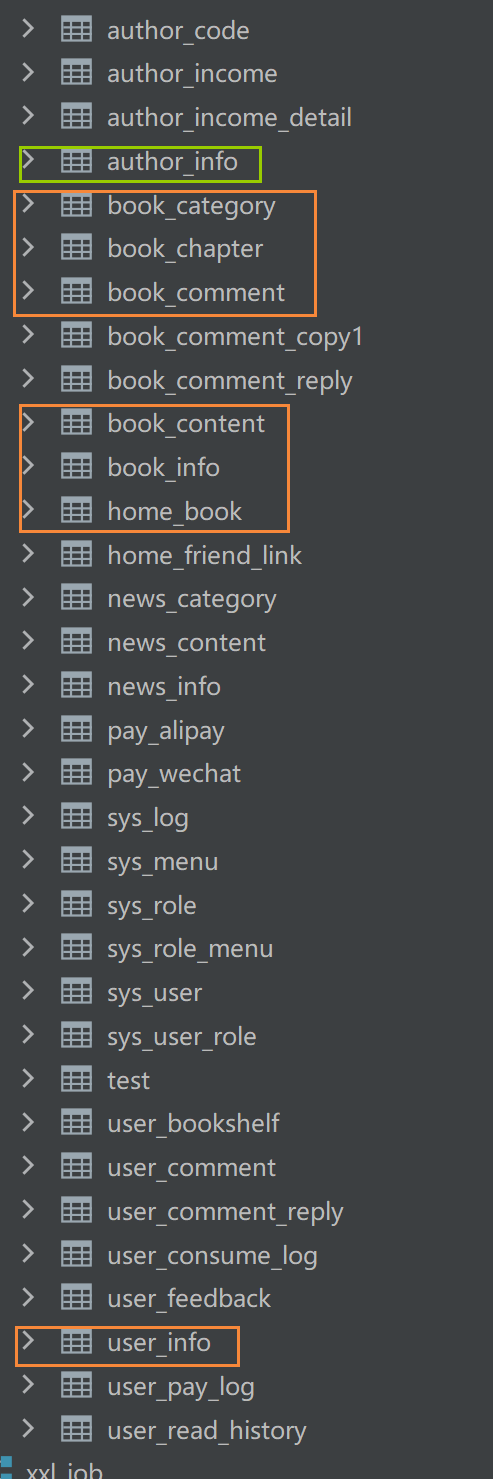 author_code
author_income
author_income_detail
author_info
book_category
book_chapter
book_comment
book_comment_copy1
book_comment_reply
book_content
book_info
home_book
home_friend_link
news_category
news_content
news_info
pay_alipay
pay_wechat
sys_log
sys_menu
sys_role
sys_role_menu
sys_user
sys_user_role
test
user_bookshelf
user_comment
user_comment_reply
user_consume_log
user_feedback
user_info
user_pay_log
user_read_history
xxl_job